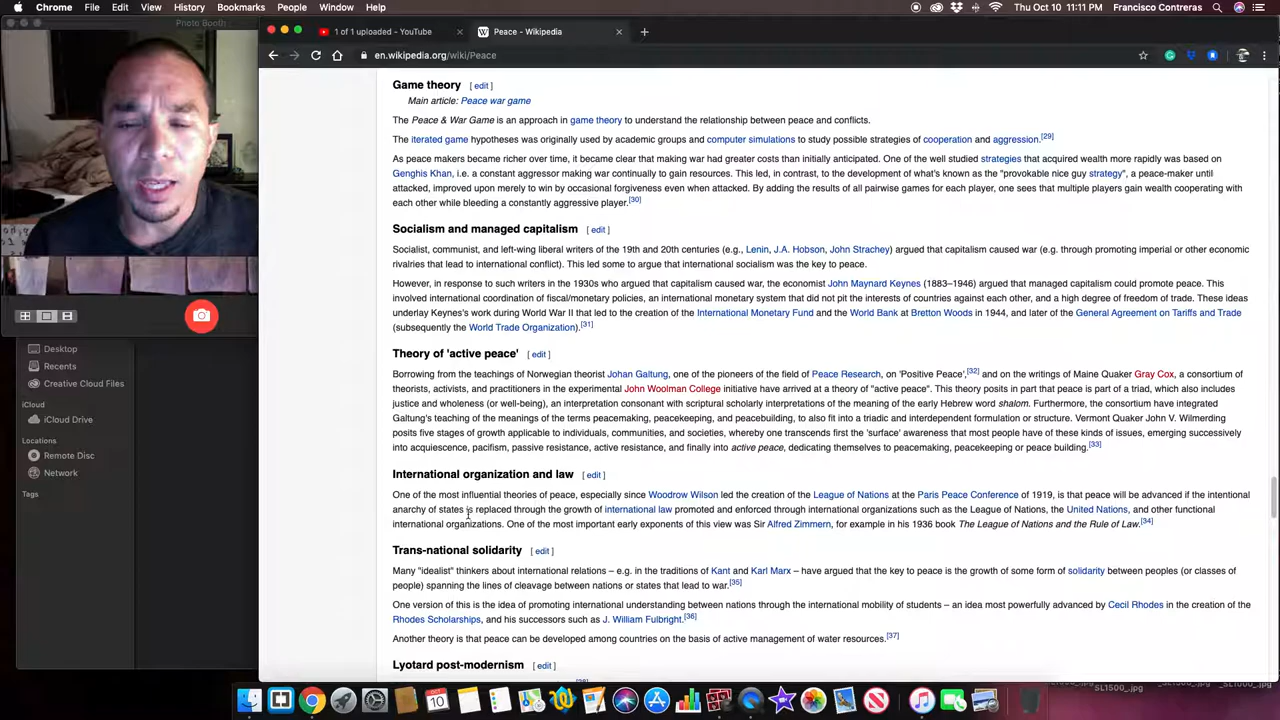 Chrome File Edit View History Bookmarks People Window Help
Thu Oct 10 11:11 PM Francisco Contreras
Photo Booth
1 of 1 uploaded - YouTube
Peace - Wikipedia
en.wikipedia.org/wiki/Peace
Desktop
Recents
Creative Cloud Files
iCloud
iCloud Drive
Locations
Remote Disc
Network
Tags
Game theory [ edit ]
Main article: Peace war game
The Peace & War Game is an approach in game theory to understand the relationship between peace and conflicts.
The iterated game hypotheses was originally used by academic groups and computer simulations to study possible strategies of cooperation and aggression.[29]
As peace makers became richer over time, it became clear that making war had greater costs than initially anticipated. One of the well studied strategies that acquired wealth more rapidly was based on
Genghis Khan, i.e. a constant aggressor making war continually to gain resources. This led, in contrast, to the development of what's known as the "provokable nice guy strategy", a peace-maker until
attacked, improved upon merely to win by occasional forgiveness even when attacked. By adding the results of all pairwise games for each player, one sees that multiple players gain wealth cooperating with
each other while bleeding a constantly aggressive player.[30]
Socialism and managed capitalism [ edit ]
Socialist, communist, and left-wing liberal writers of the 19th and 20th centuries (e.g., Lenin, J.A. Hobson, John Strachey) argued that capitalism caused war (e.g. through promoting imperial or other economic
rivalries that lead to international conflict). This led some to argue that international socialism was the key to peace.
However, in response to such writers in the 1930s who argued that capitalism caused war, the economist John Maynard Keynes (1883–1946) argued that managed capitalism could promote peace. This
involved international coordination of fiscal/monetary policies, an international monetary system that did not pit the interests of countries against each other, and a high degree of freedom of trade. These ideas
underlay Keynes's work during World War II that led to the creation of the International Monetary Fund and the World Bank at Bretton Woods in 1944, and later of the General Agreement on Tariffs and Trade
(subsequently the World Trade Organization).[31]
Theory of 'active peace' [ edit ]
Borrowing from the teachings of Norwegian theorist Johan Galtung, one of the pioneers of the field of Peace Research, on 'Positive Peace',[32] and on the writings of Maine Quaker Gray Cox, a consortium of
theorists, activists, and practitioners in the experimental John Woolman College initiative have arrived at a theory of "active peace". This theory posits in part that peace is part of a triad, which also includes
justice and wholeness (or well-being), an interpretation consonant with scriptural scholarly interpretations of the meaning of the early Hebrew word shalom. Furthermore, the consortium have integrated
Galtung's teaching of the meanings of the terms peacemaking, peacekeeping, and peacebuilding, to also fit into a triadic and interdependent formulation or structure. Vermont Quaker John V. Wilmerding
posits five stages of growth applicable to individuals, communities, and societies, whereby one transcends first the 'surface' awareness that most people have of these kinds of issues, emerging successively
into acquiescence, pacifism, passive resistance, active resistance, and finally into active peace, dedicating themselves to peacemaking, peacekeeping or peace building.[33]
International organization and law [ edit ]
One of the most influential theories of peace, especially since Woodrow Wilson led the creation of the League of Nations at the Paris Peace Conference of 1919, is that peace will be advanced if the intentional
anarchy of states is replaced through the growth of international law promoted and enforced through international organizations such as the League of Nations, the United Nations, and other functional
international organizations. One of the most important early exponents of this view was Sir Alfred Zimmern, for example in his 1936 book The League of Nations and the Rule of Law.[34]
Trans-national solidarity [ edit ]
Many "idealist" thinkers about international relations – e.g. in the traditions of Kant and Karl Marx – have argued that the key to peace is the growth of some form of solidarity between peoples (or classes of
people) spanning the lines of cleavage between nations or states that lead to war.[35]
One version of this is the idea of promoting international understanding between nations through the international mobility of students – an idea most powerfully advanced by Cecil Rhodes in the creation of the
Rhodes Scholarships, and his successors such as J. William Fulbright.[36]
Another theory is that peace can be developed among countries on the basis of active management of water resources.[37]
Lyotard post-modernism [ edit ]